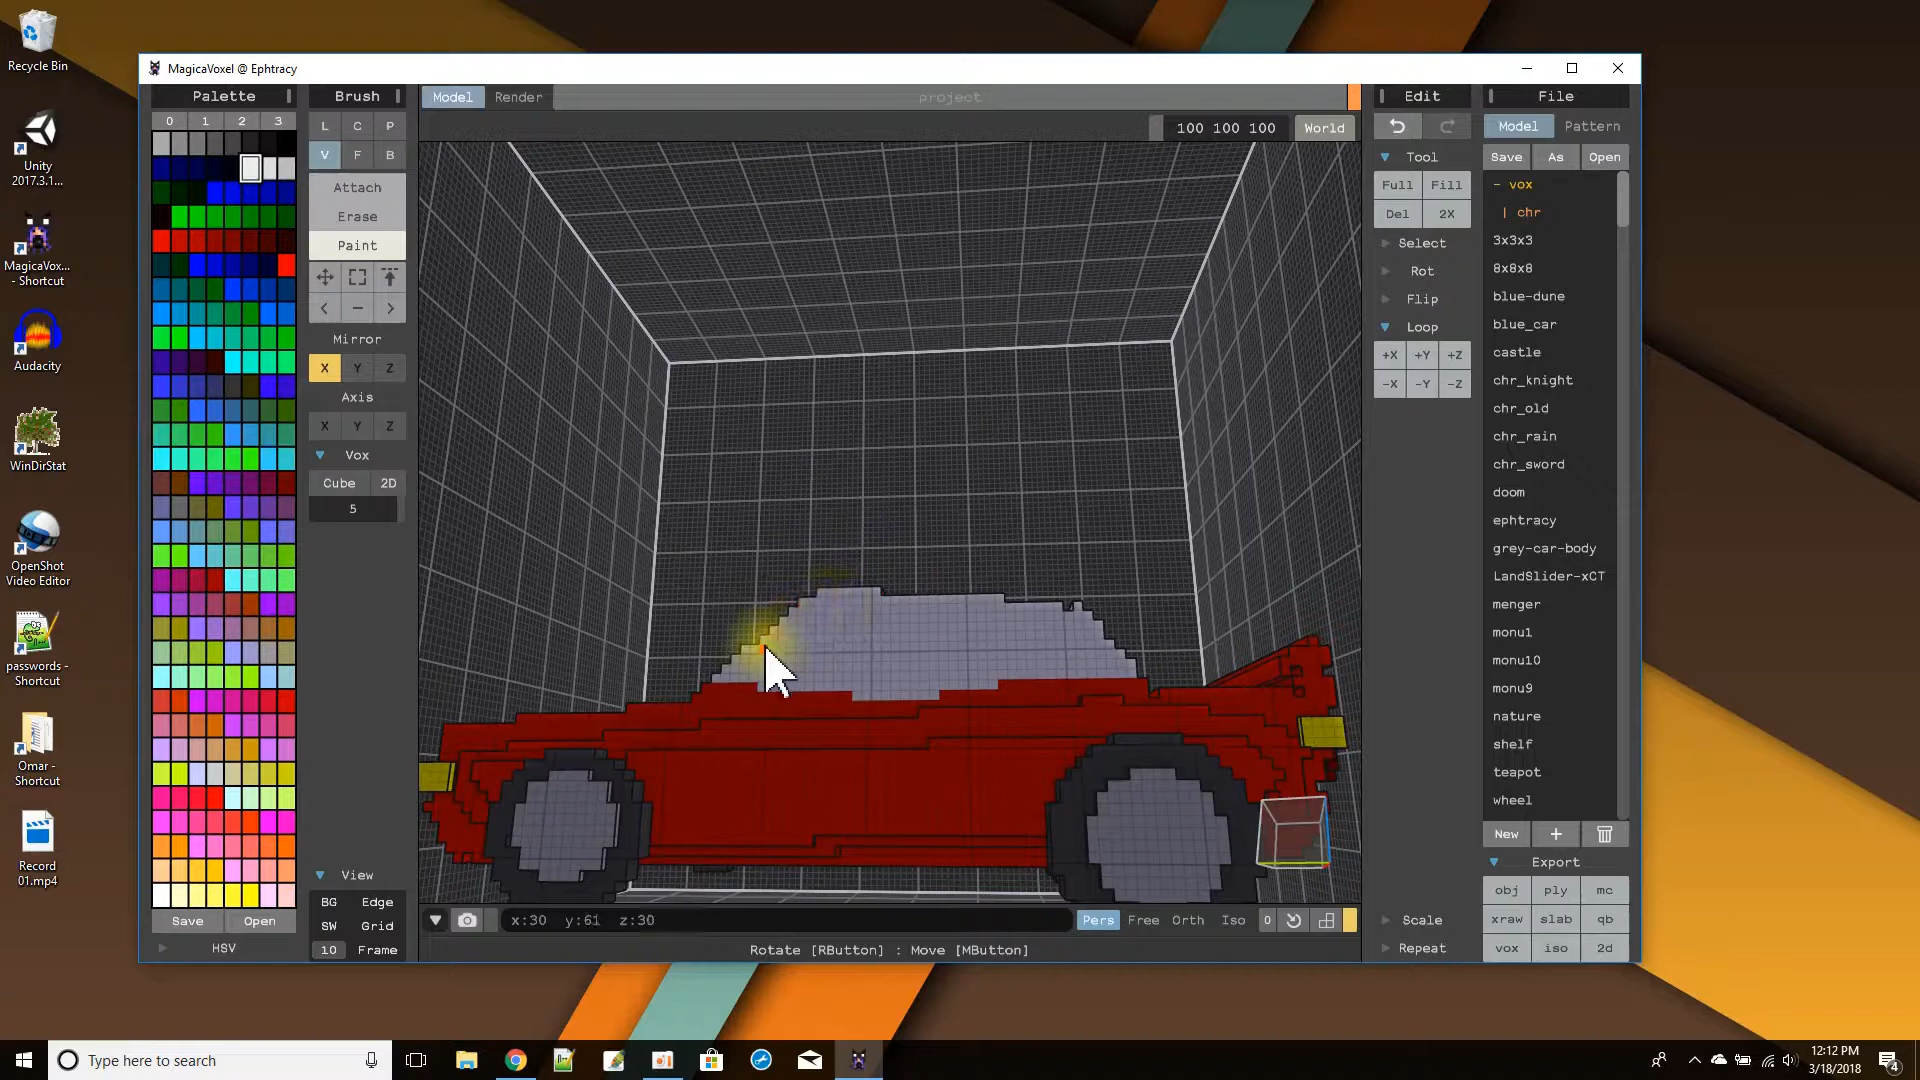 Recycle Bin
Unity
2017.3.1...
MagicaVox...
- Shortcut
Audacity
WinDirStat
OpenShot
Video Editor
passwords -
Shortcut
Omar -
Shortcut
Record
01.mp4
MagicaVoxel @ Ephtracy
Palette
0 1 2 3
Save Open
HSV
Brush
L C P
V F B
Attach
Erase
Paint
< - >
Mirror
X Y Z
Axis
X Y Z
Vox
Cube 2D
5
View
BG Edge
SW Grid
10 Frame
Model Render project
100 100 100 World
x:30 y:61 z:30
Pers Free Orth Iso 0
Rotate [RButton] : Move [MButton]
Edit
Tool
Full Fill
Del 2X
Select
Rot
Flip
Loop
+X +Y +Z
-X -Y -Z
Scale
Repeat
File
Model Pattern
Save As Open
- vox
| chr
3x3x3
8x8x8
blue-dune
blue_car
castle
chr_knight
chr_old
chr_rain
chr_sword
doom
ephtracy
grey-car-body
LandSlider-xCT
menger
monu1
monu10
monu9
nature
shelf
teapot
wheel
New +
Export
obj ply mc
xraw slab qb
vox iso 2d
Type here to search
12:12 PM
3/18/2018
4